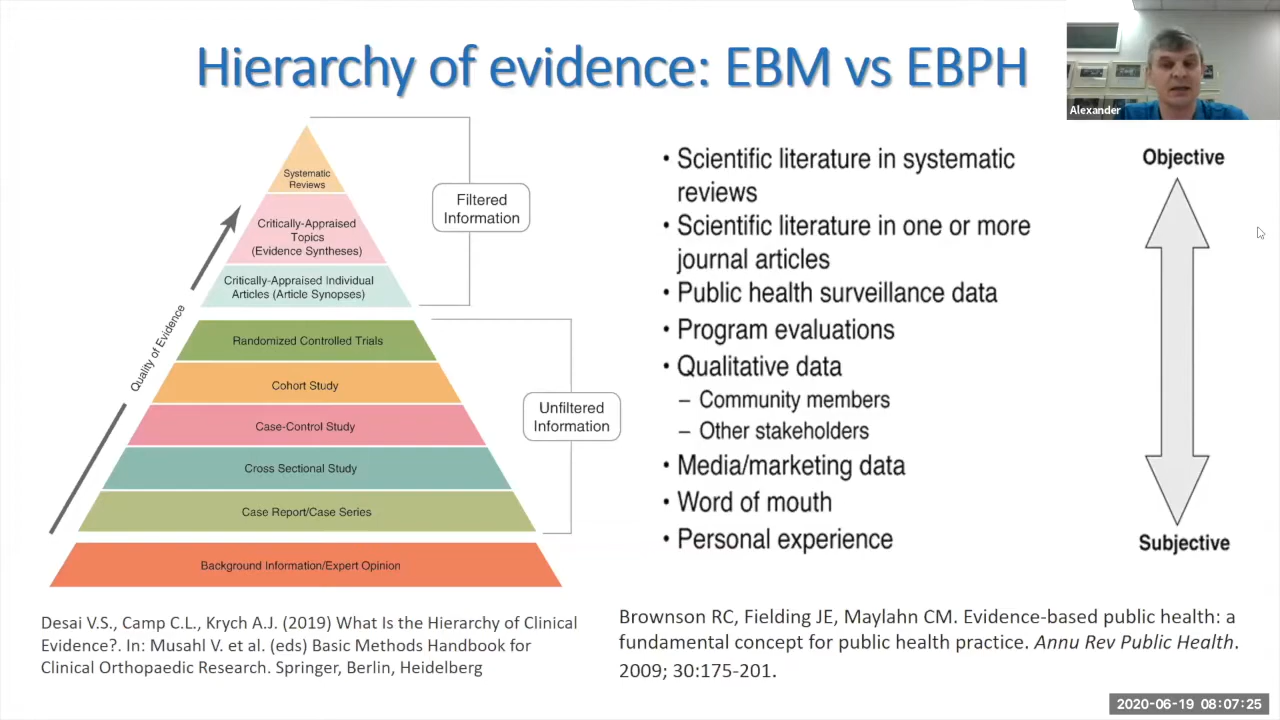 Hierarchy of evidence: EBM vs EBPH
Alexander
Systematic
Reviews
Critically-Appraised
Topics
(Evidence Syntheses)
Critically-Appraised Individual
Articles (Article Synopses)
Randomized Controlled Trials
Cohort Study
Case-Control Study
Cross Sectional Study
Case Report/Case Series
Background Information/Expert Opinion
Quality of Evidence
Filtered
Information
Unfiltered
Information
• Scientific literature in systematic
reviews
• Scientific literature in one or more
journal articles
• Public health surveillance data
• Program evaluations
• Qualitative data
– Community members
– Other stakeholders
• Media/marketing data
• Word of mouth
• Personal experience
Objective
Subjective
Desai V.S., Camp C.L., Krych A.J. (2019) What Is the Hierarchy of Clinical
Evidence?. In: Musahl V. et al. (eds) Basic Methods Handbook for
Clinical Orthopaedic Research. Springer, Berlin, Heidelberg
Brownson RC, Fielding JE, Maylahn CM. Evidence-based public health: a
fundamental concept for public health practice. Annu Rev Public Health.
2009; 30:175-201.
2020-06-19 08:07:25